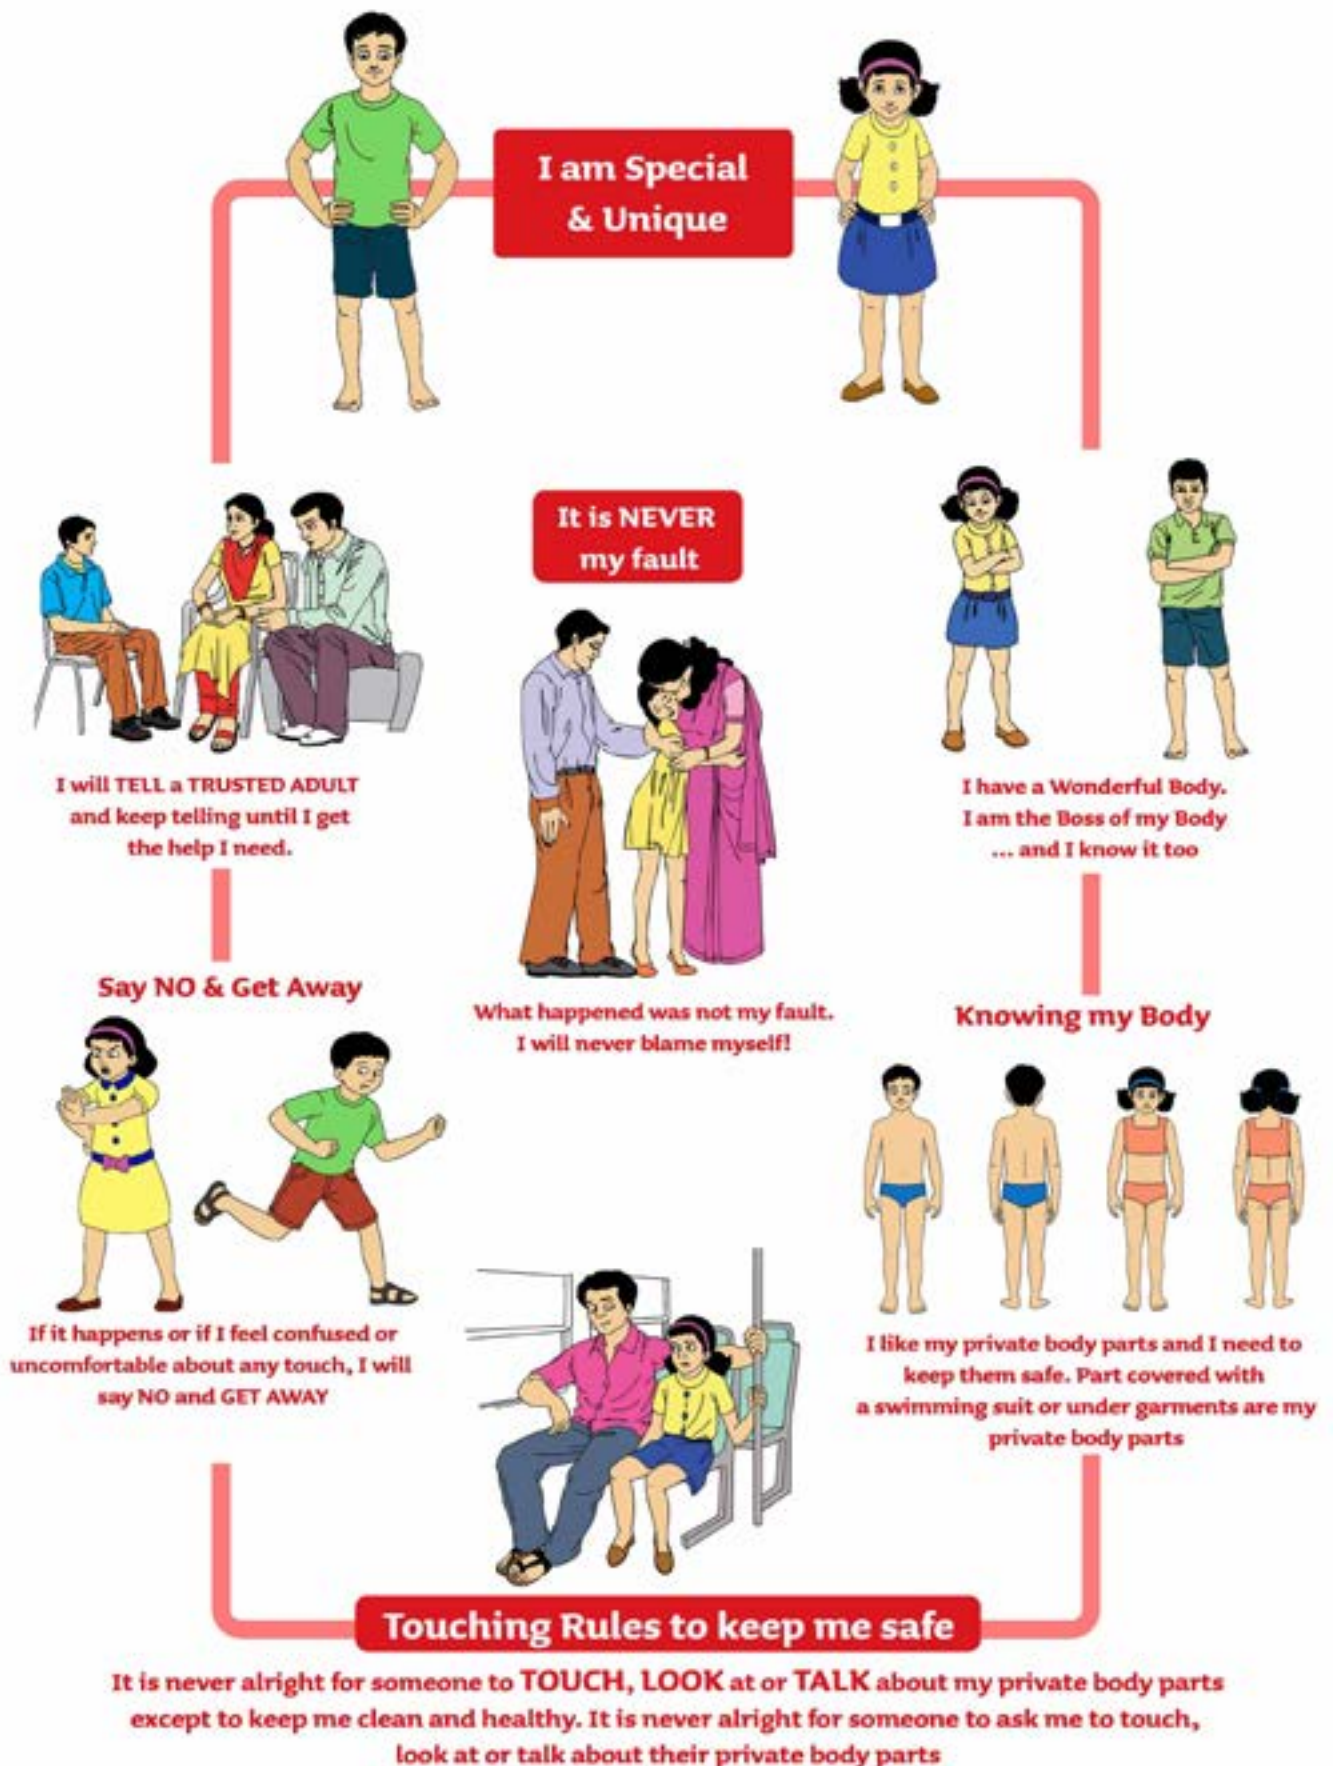 I am Special
& Unique
I will TELL a TRUSTED ADULT
and keep telling until I get
the help I need.
It is NEVER
my fault
I have a Wonderful Body.
I am the Boss of my Body
... and I know it too
Say NO & Get Away
What happened was not my fault.
I will never blame myself!
Knowing my Body
If it happens or if I feel confused or
uncomfortable about any touch, I will
say NO and GET AWAY
I like my private body parts and I need to
keep them safe. Part covered with
a swimming suit or under garments are my
private body parts
Touching Rules to keep me safe
It is never alright for someone to TOUCH, LOOK at or TALK about my private body parts
except to keep me clean and healthy. It is never alright for someone to ask me to touch,
look at or talk about their private body parts